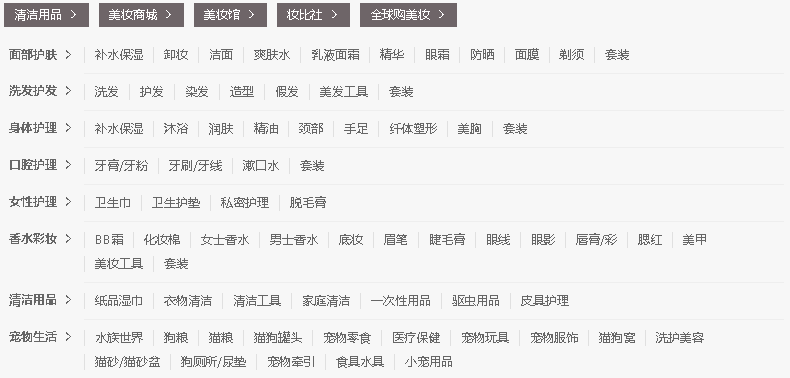 清洁用品 > 美妆商城 > 美妆馆 > 妆比社 > 全球购美妆 >
面部护肤 > 补水保湿 卸妆 洁面 爽肤水 乳液面霜 精华 眼霜 防晒 面膜 剃须 套装
洗发护发 > 洗发 护发 染发 造型 假发 美发工具 套装
身体护理 > 补水保湿 沐浴 润肤 精油 颈部 手足 纤体塑形 美胸 套装
口腔护理 > 牙膏/牙粉 牙刷/牙线 漱口水 套装
女性护理 > 卫生巾 卫生护垫 私密护理 脱毛膏
香水彩妆 > BB霜 化妆棉 女士香水 男士香水 底妆 眉笔 睫毛膏 眼线 眼影 唇膏/彩 腮红 美甲
美妆工具 套装
清洁用品 > 纸品湿巾 衣物清洁 清洁工具 家庭清洁 一次性用品 驱虫用品 皮具护理
宠物生活 > 水族世界 狗粮 猫粮 猫狗罐头 宠物零食 医疗保健 宠物玩具 宠物服饰 猫狗窝 洗护美容
猫砂/猫砂盆 狗厕所/尿垫 宠物牵引 食具水具 小宠用品